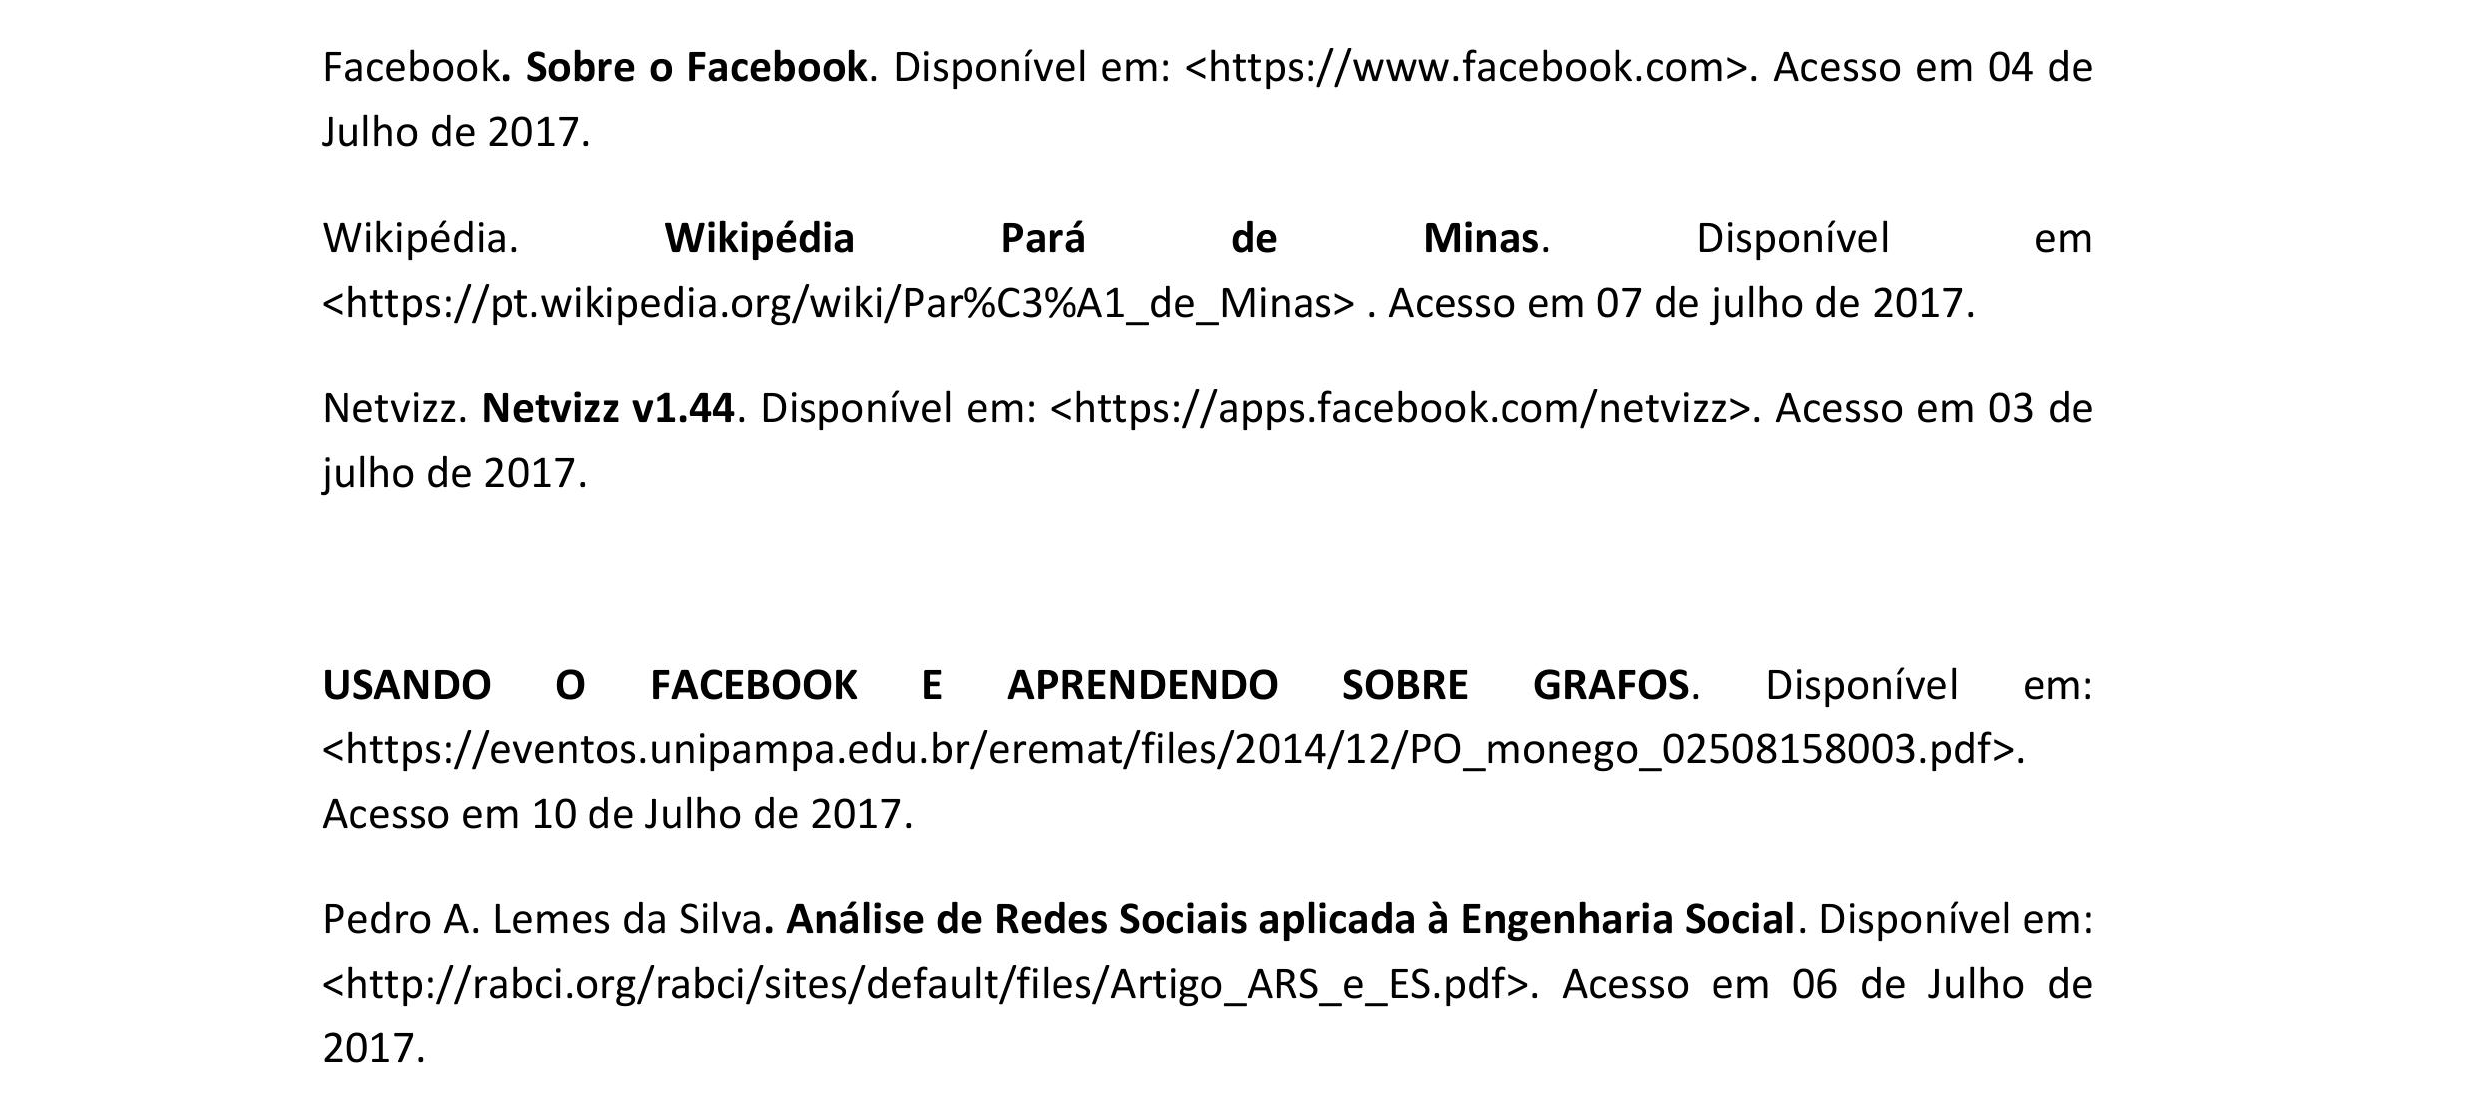 Facebook. Sobre o Facebook. Disponível em: <https://www.facebook.com>. Acesso em 04 de
Julho de 2017.
Wikipédia. Wikipédia Pará de Minas. Disponível em
<https://pt.wikipedia.org/wiki/Par%C3%A1_de_Minas> . Acesso em 07 de julho de 2017.
Netvizz. Netvizz v1.44. Disponível em: <https://apps.facebook.com/netvizz>. Acesso em 03 de
julho de 2017.
USANDO O FACEBOOK E APRENDENDO SOBRE GRAFOS. Disponível em:
<https://eventos.unipampa.edu.br/eremat/files/2014/12/PO_monego_02508158003.pdf>.
Acesso em 10 de Julho de 2017.
Pedro A. Lemes da Silva. Análise de Redes Sociais aplicada à Engenharia Social. Disponível em:
<http://rabci.org/rabci/sites/default/files/Artigo_ARS_e_ES.pdf>. Acesso em 06 de Julho de
2017.